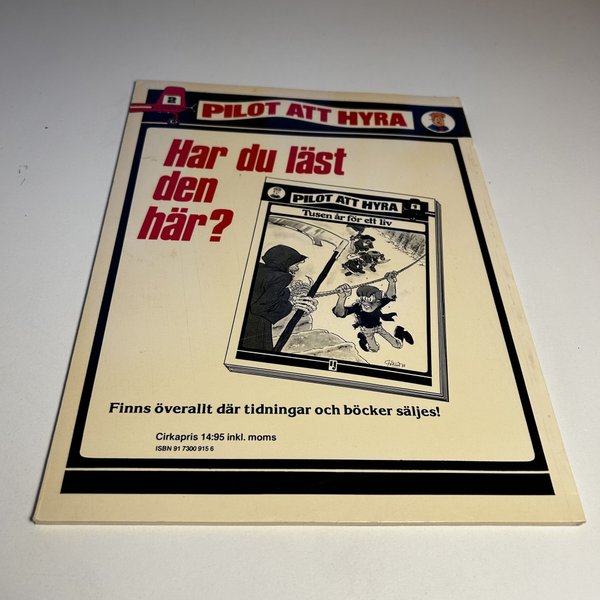 2
PILOT ATT HYRA
Har du läst
den
här?
PILOT ATT HYRA
1
Tusen år för ett liv
Finns överallt där tidningar och böcker säljes!
Cirkapris 14:95 inkl. moms
ISBN 91 7300 915 6